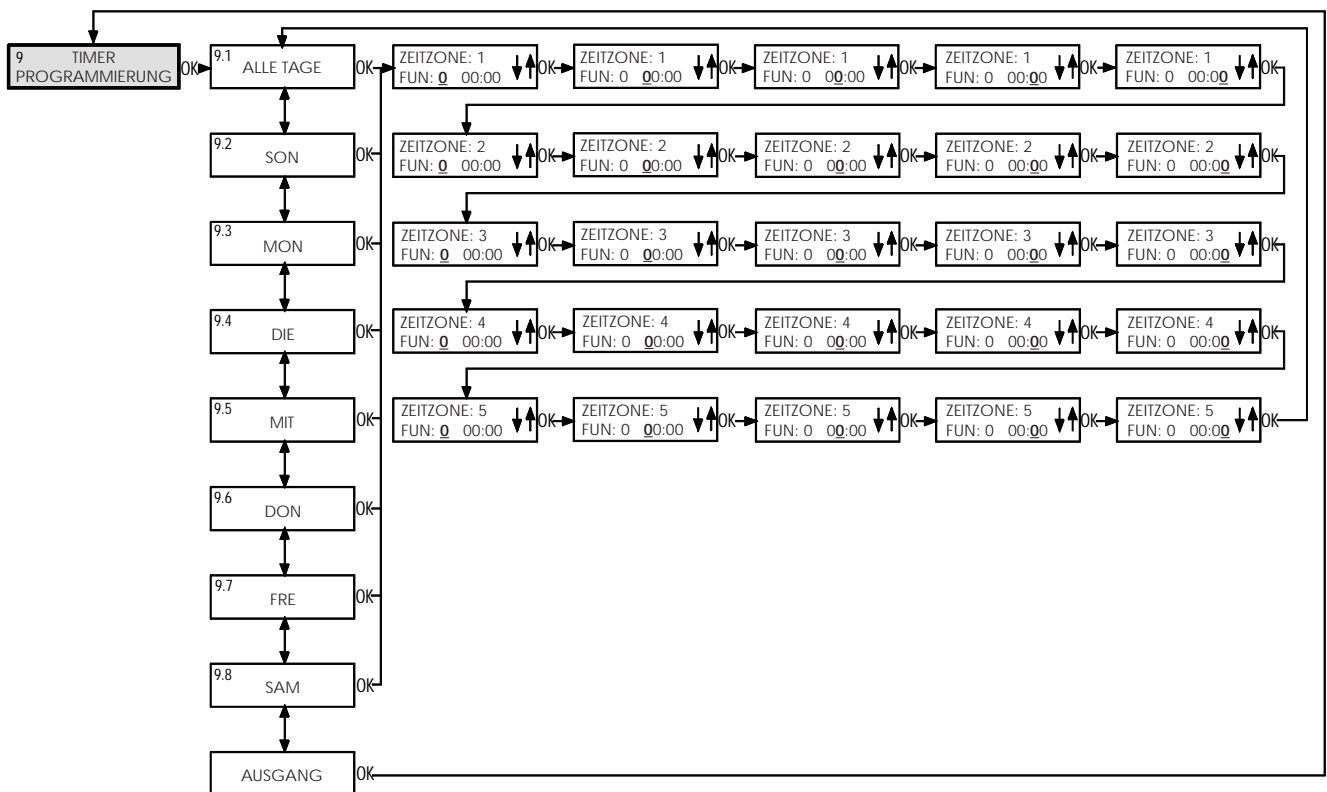 9 TIMER
PROGRAMMIERUNG OK
9.1
ALLE TAGE OK
ZEITZONE: 1
FUN: 0 00:00 OK
ZEITZONE: 1
FUN: 0 00:00 OK
ZEITZONE: 1
FUN: 0 00:00 OK
ZEITZONE: 1
FUN: 0 00:00 OK
ZEITZONE: 1
FUN: 0 00:00 OK
9.2
SON OK
ZEITZONE: 2
FUN: 0 00:00 OK
ZEITZONE: 2
FUN: 0 00:00 OK
ZEITZONE: 2
FUN: 0 00:00 OK
ZEITZONE: 2
FUN: 0 00:00 OK
ZEITZONE: 2
FUN: 0 00:00 OK
9.3
MON OK
ZEITZONE: 3
FUN: 0 00:00 OK
ZEITZONE: 3
FUN: 0 00:00 OK
ZEITZONE: 3
FUN: 0 00:00 OK
ZEITZONE: 3
FUN: 0 00:00 OK
ZEITZONE: 3
FUN: 0 00:00 OK
9.4
DIE OK
ZEITZONE: 4
FUN: 0 00:00 OK
ZEITZONE: 4
FUN: 0 00:00 OK
ZEITZONE: 4
FUN: 0 00:00 OK
ZEITZONE: 4
FUN: 0 00:00 OK
ZEITZONE: 4
FUN: 0 00:00 OK
9.5
MIT OK
ZEITZONE: 5
FUN: 0 00:00 OK
ZEITZONE: 5
FUN: 0 00:00 OK
ZEITZONE: 5
FUN: 0 00:00 OK
ZEITZONE: 5
FUN: 0 00:00 OK
ZEITZONE: 5
FUN: 0 00:00 OK
9.6
DON OK
9.7
FRE OK
9.8
SAM OK
AUSGANG OK